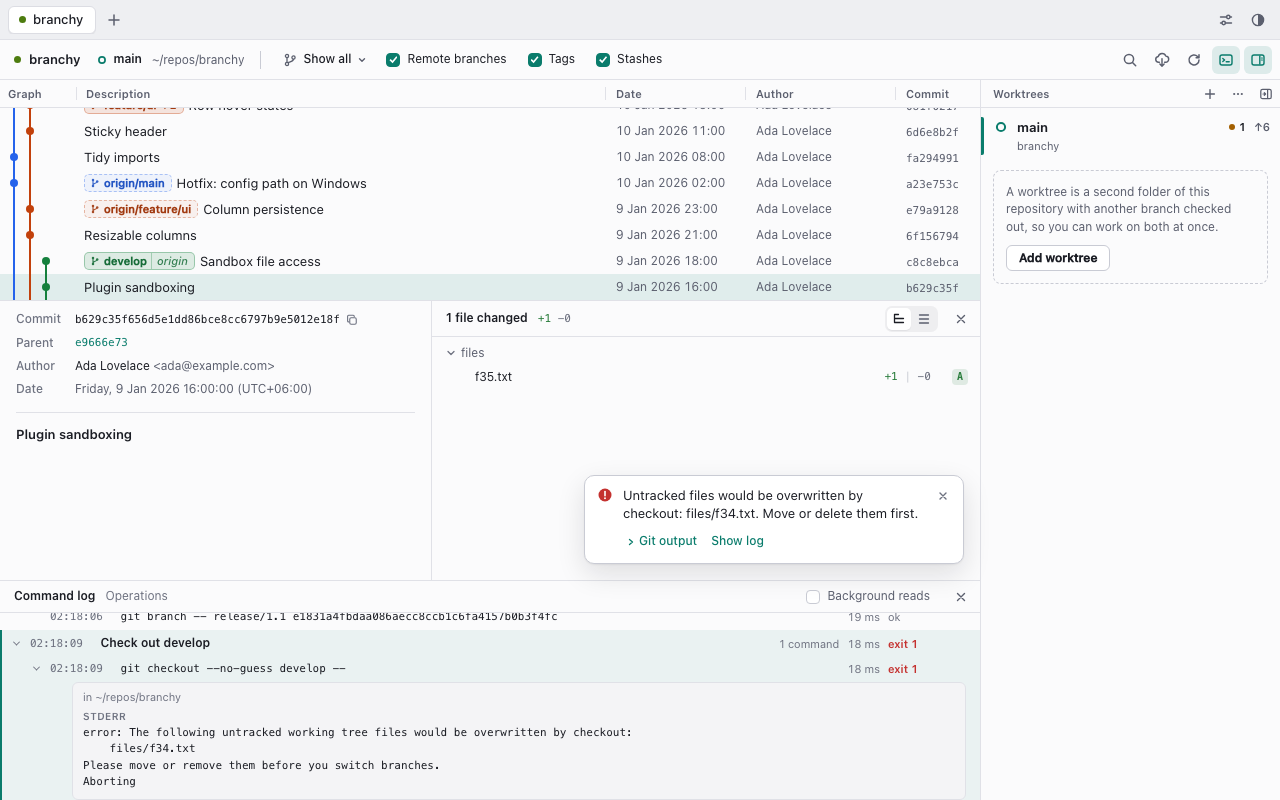 branchy
branchy main ~/repos/branchy Show all Remote branches Tags Stashes
Graph Description Date Author Commit Worktrees
Row hover states
Sticky header 10 Jan 2026 11:00 Ada Lovelace 6d6e8b2f
Tidy imports 10 Jan 2026 08:00 Ada Lovelace fa294991
origin/main Hotfix: config path on Windows 10 Jan 2026 02:00 Ada Lovelace a23e753c
origin/feature/ui Column persistence 9 Jan 2026 23:00 Ada Lovelace e79a9128
Resizable columns 9 Jan 2026 21:00 Ada Lovelace 6f156794
develop origin Sandbox file access 9 Jan 2026 18:00 Ada Lovelace c8c8ebca
Plugin sandboxing 9 Jan 2026 16:00 Ada Lovelace b629c35f
main 1 ↑6
branchy
A worktree is a second folder of this
repository with another branch checked
out, so you can work on both at once.
Add worktree
Commit b629c35f656d5e1dd86bce8cc6797b9e5012e18f
Parent e9666e73
Author Ada Lovelace <ada@example.com>
Date Friday, 9 Jan 2026 16:00:00 (UTC+06:00)
Plugin sandboxing
1 file changed +1 −0
files
f35.txt +1 | −0 A
Untracked files would be overwritten by
checkout: files/f34.txt. Move or delete them first.
Git output Show log
Command log Operations Background reads
02:18:06 git branch -- release/1.1 e1831a4fbdaa086aecc8ccb1c6fa4157b0b3f4fc 19 ms ok
02:18:09 Check out develop 1 command 18 ms exit 1
02:18:09 git checkout --no-guess develop -- 18 ms exit 1
in ~/repos/branchy
STDERR
error: The following untracked working tree files would be overwritten by checkout:
files/f34.txt
Please move or remove them before you switch branches.
Aborting